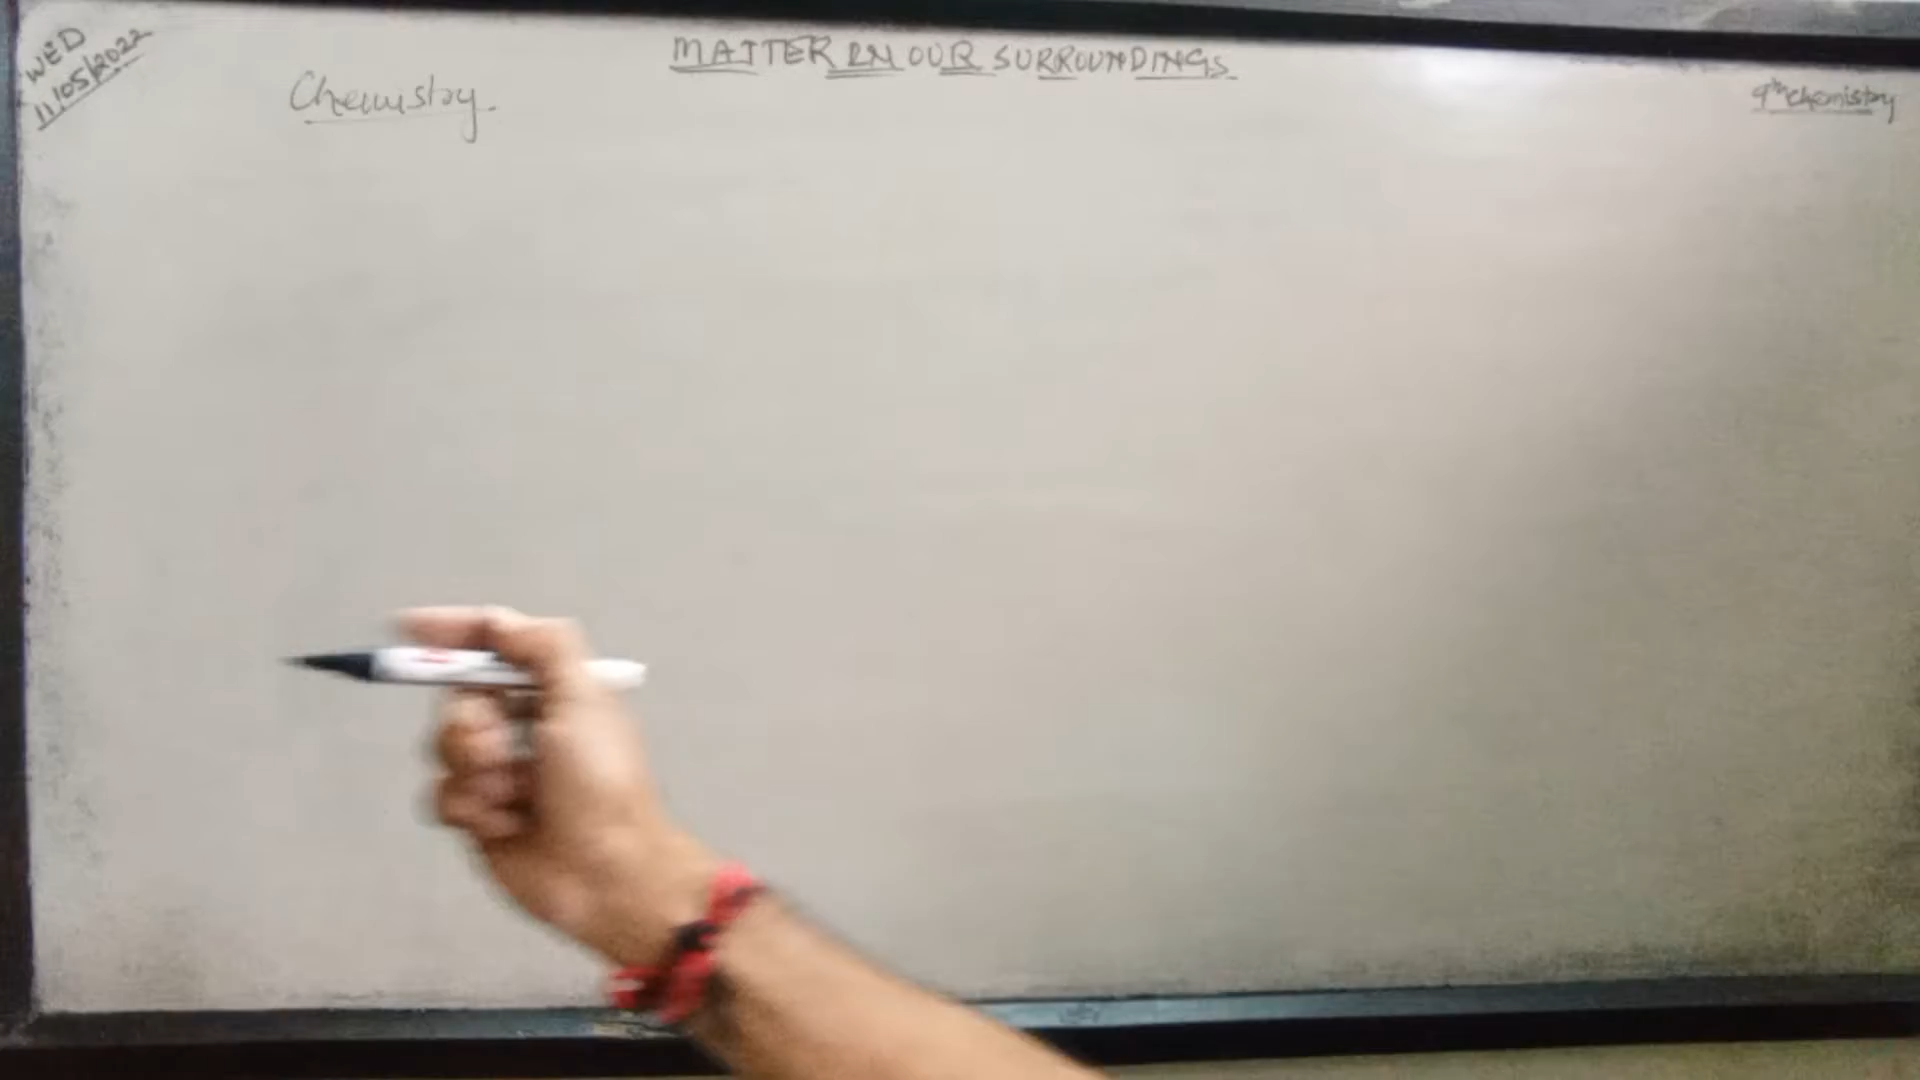 WED
11/05/2022
MATTER IN OUR SURROUNDINGS
9th chemistry
Chemistry.